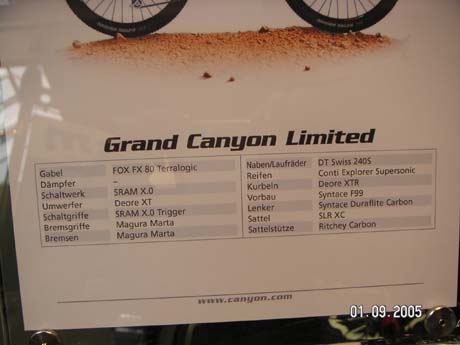 Grand Canyon Limited
Gabel FOX FX 80 Terralogic
Dämpfer –
Schaltwerk SRAM X.0
Umwerfer Deore XT
Schaltgriffe SRAM X.0 Trigger
Bremsgriffe Magura Marta
Bremsen Magura Marta
Naben/Laufräder DT Swiss 240S
Reifen Conti Explorer Supersonic
Kurbeln Deore XTR
Vorbau Syntace F99
Lenker Syntace Duraflite Carbon
Sattel SLR XC
Sattelstütze Ritchey Carbon
www.canyon.com
01.09.2005